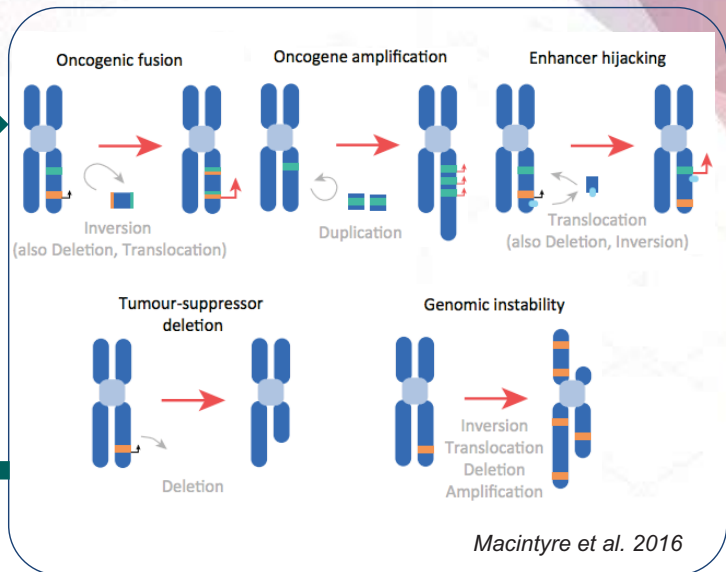 Oncogenic fusion
Oncogene amplification
Enhancer hijacking
Inversion
(also Deletion, Translocation)
Duplication
Translocation
(also Deletion, Inversion)
Tumour-suppressor
deletion
Genomic instability
Deletion
Inversion
Translocation
Deletion
Amplification
Macintyre et al. 2016